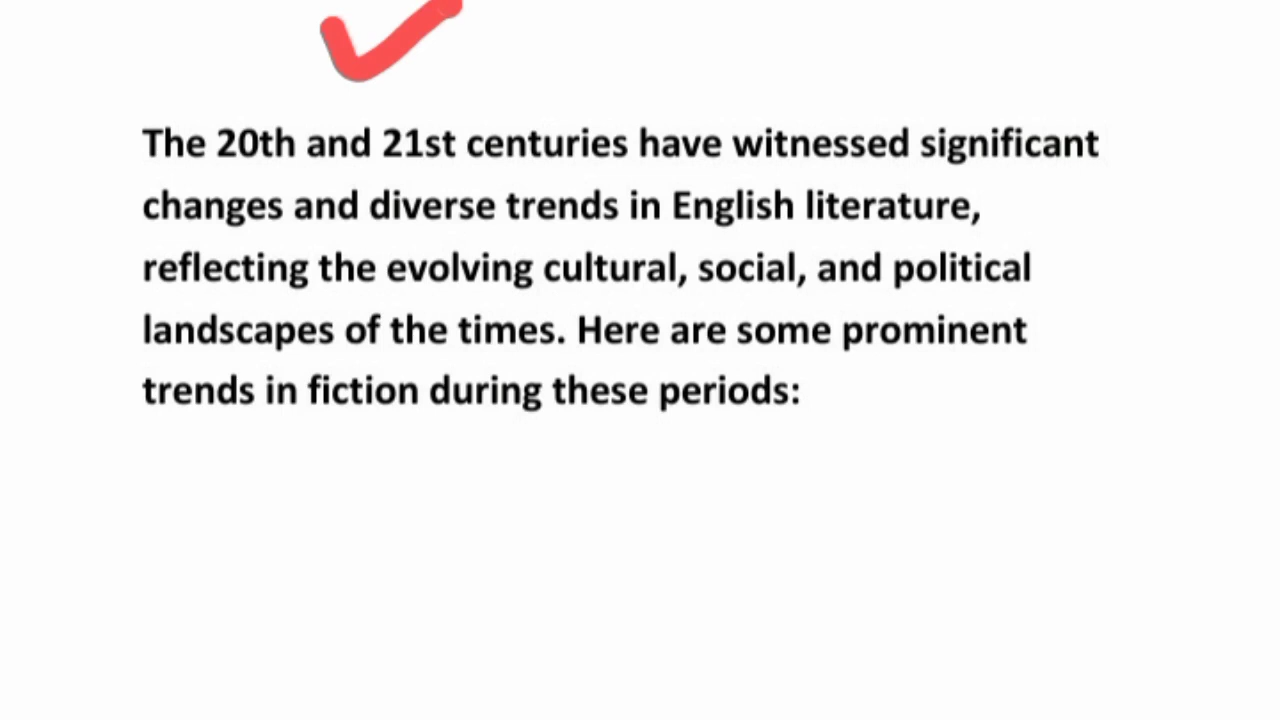 The 20th and 21st centuries have witnessed significant
changes and diverse trends in English literature,
reflecting the evolving cultural, social, and political
landscapes of the times. Here are some prominent
trends in fiction during these periods: